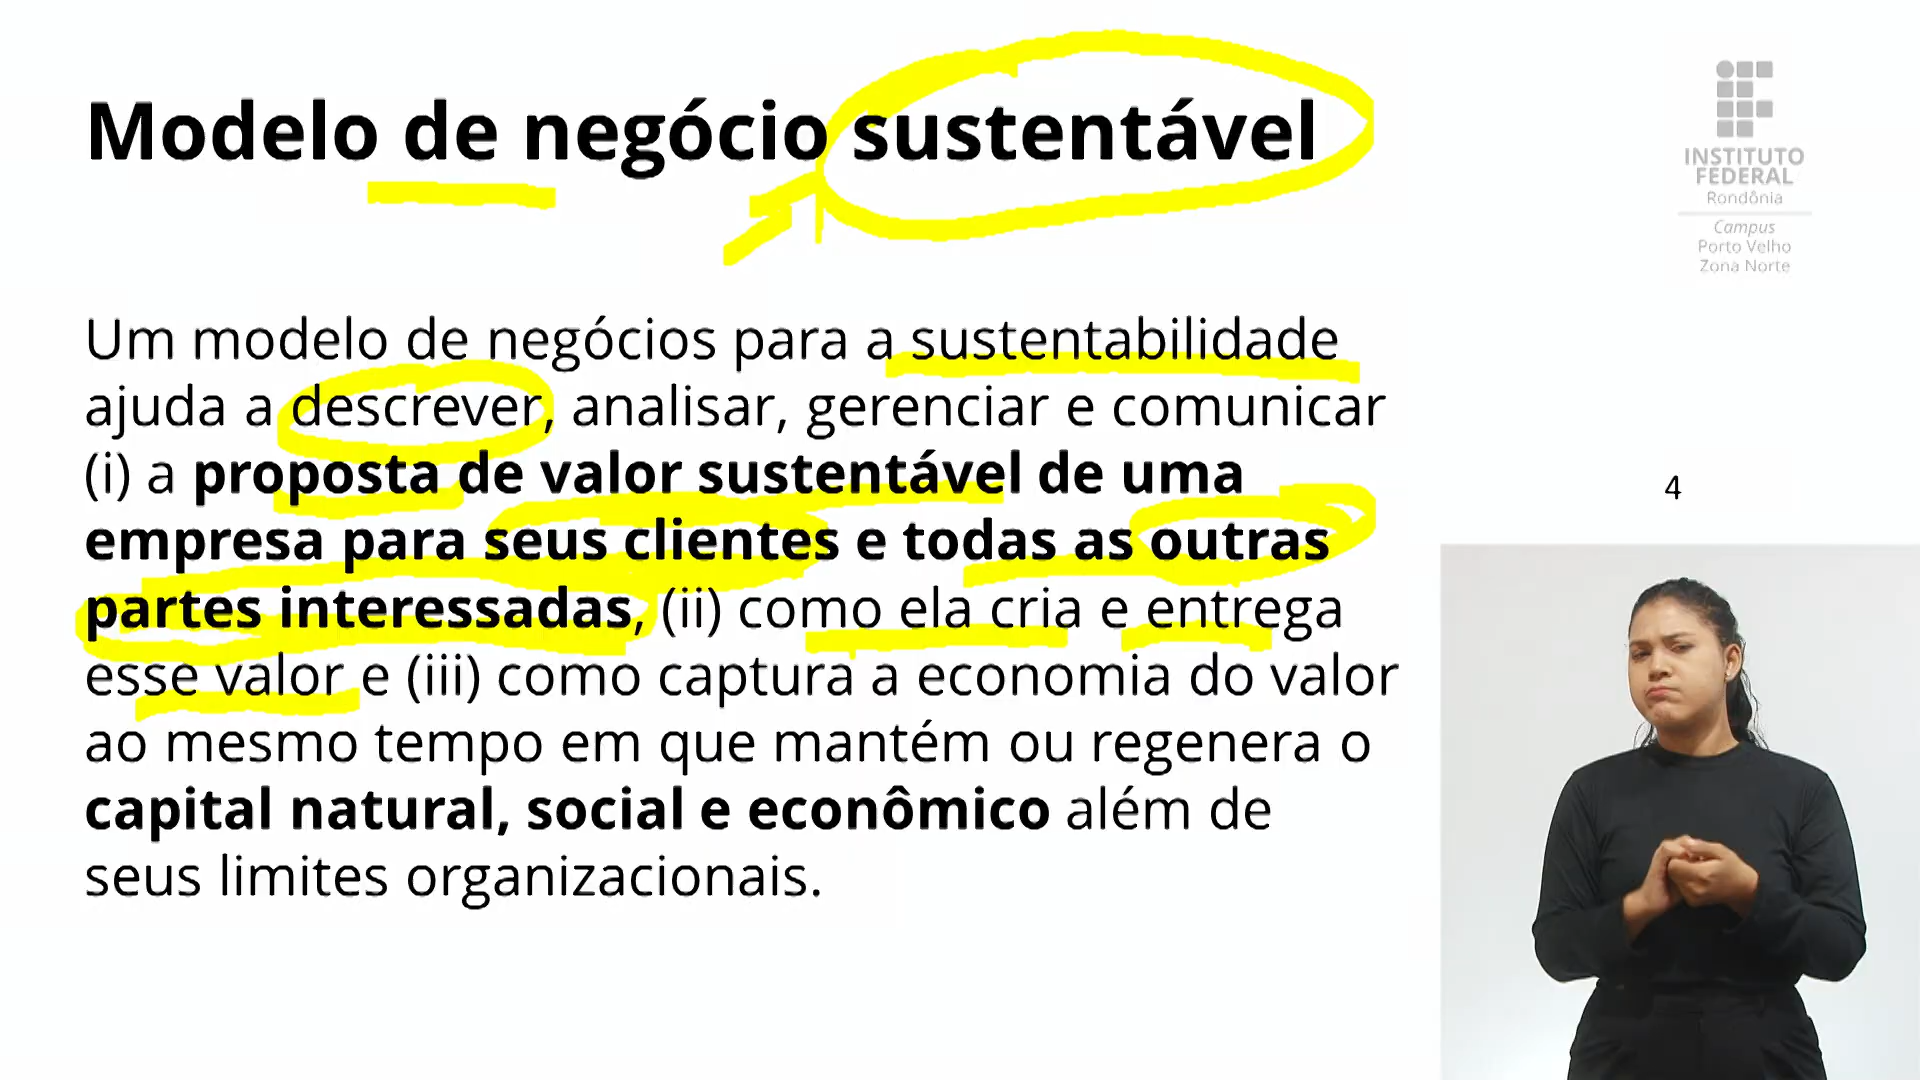 Modelo de negócio sustentável
INSTITUTO
FEDERAL
Rondônia
Campus
Porto Velho
Zona Norte
Um modelo de negócios para a sustentabilidade
ajuda a descrever, analisar, gerenciar e comunicar
(i) a proposta de valor sustentável de uma
empresa para seus clientes e todas as outras
partes interessadas, (ii) como ela cria e entrega
esse valor e (iii) como captura a economia do valor
ao mesmo tempo em que mantém ou regenera o
capital natural, social e econômico além de
seus limites organizacionais.
4